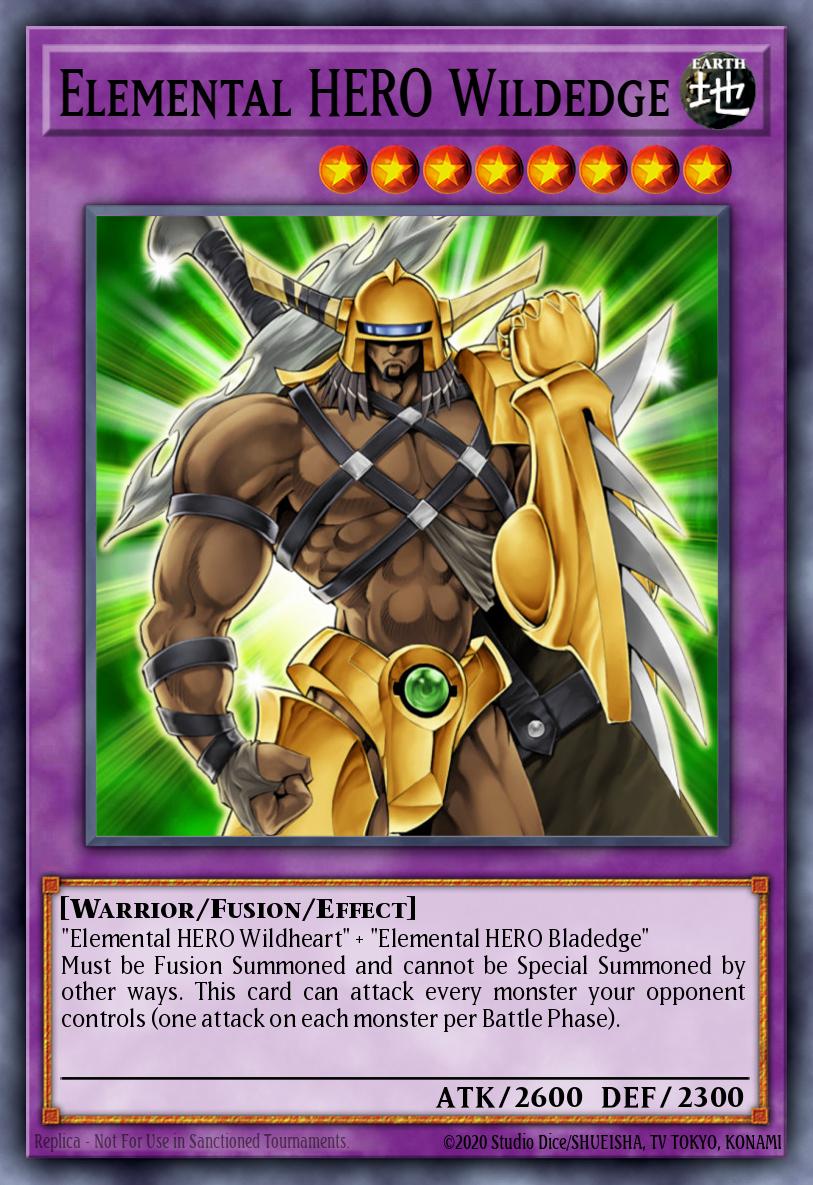 Elemental HERO Wildedge
EARTH
地
[Warrior/Fusion/Effect]
"Elemental HERO Wildheart" + "Elemental HERO Bladedge"
Must be Fusion Summoned and cannot be Special Summoned by
other ways. This card can attack every monster your opponent
controls (one attack on each monster per Battle Phase).
ATK/2600 DEF/2300
Replica - Not For Use in Sanctioned Tournaments.
©2020 Studio Dice/SHUEISHA, TV TOKYO, KONAMI